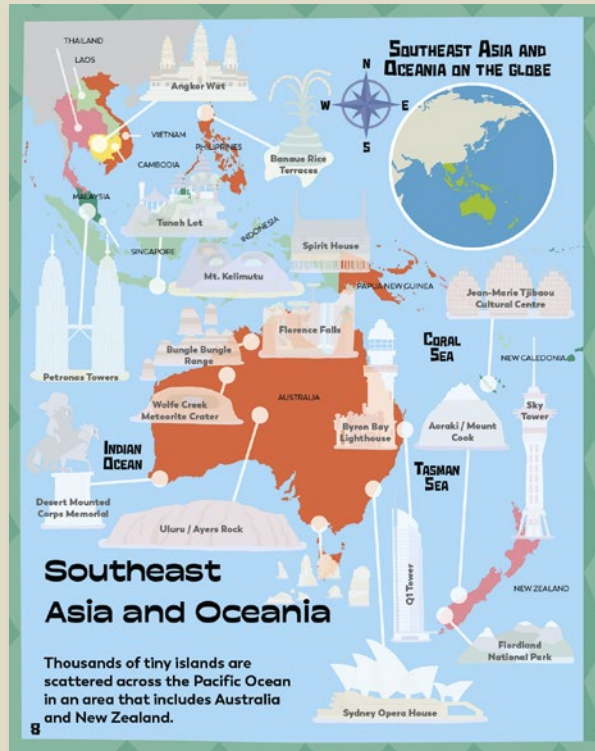 THAILAND
LAOS
Angkor Wat
SOUTHEAST ASIA AND
OCEANIA ON THE GLOBE
N
W
E
S
VIETNAM
PHILIPPINES
Banaue Rice
Terraces
CAMBODIA
MALAYSIA
Tanah Lot
INDONESIA
SINGAPORE
Spirit House
Mt. Kelimutu
PAPUA NEW GUINEA
Jean-Marie Tjibaou
Cultural Centre
Florence Falls
Bungle Bungle
Range
CORAL
SEA
NEW CALEDONIA
Petronas Towers
Wolfe Creek
Meteorite Crater
AUSTRALIA
Sky
Tower
Byron Bay
Lighthouse
Aoraki / Mount
Cook
INDIAN
OCEAN
TASMAN
SEA
Desert Mounted
Corps Memorial
Uluru / Ayers Rock
Q1 Tower
NEW ZEALAND
Southeast
Asia and Oceania
Fiordland
National Park
Thousands of tiny islands are
scattered across the Pacific Ocean
in an area that includes Australia
and New Zealand.
Sydney Opera House
8